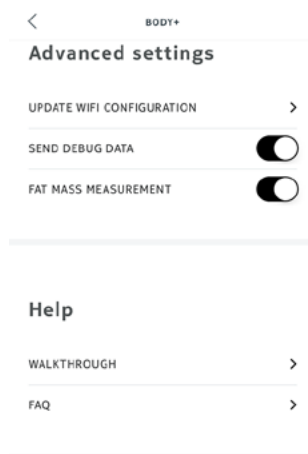 BODY+
Advanced settings
UPDATE WIFI CONFIGURATION
SEND DEBUG DATA
FAT MASS MEASUREMENT
Help
WALKTHROUGH
FAQ